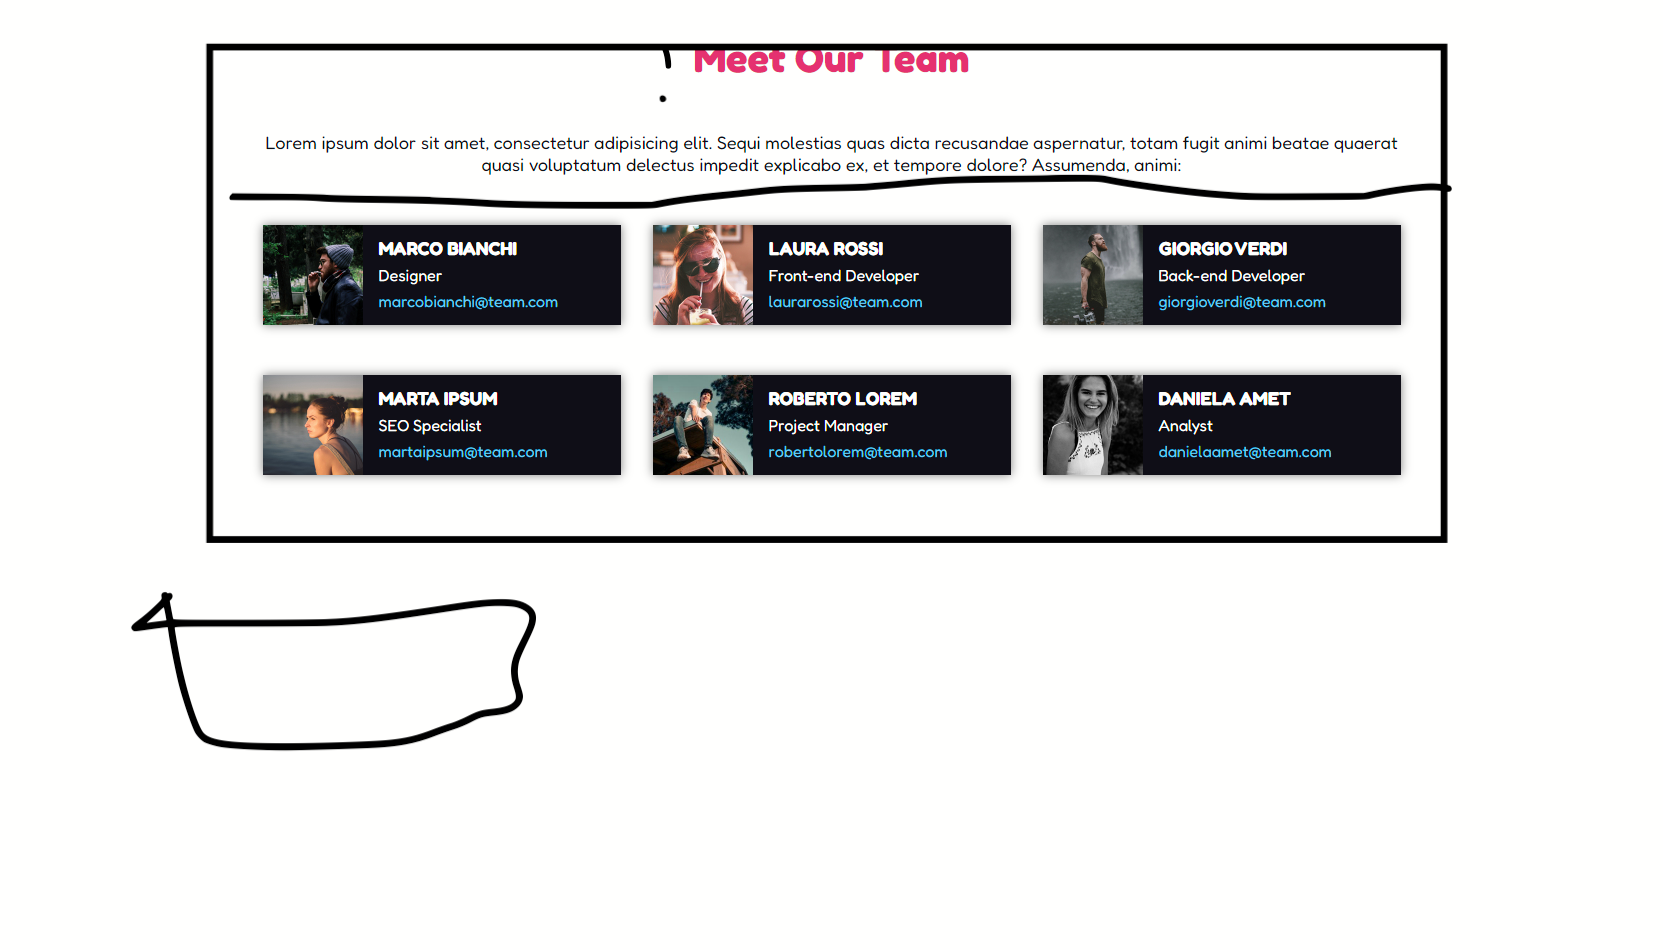 Meet Our Team
Lorem ipsum dolor sit amet, consectetur adipisicing elit. Sequi molestias quas dicta recusandae aspernatur, totam fugit animi beatae quaerat
quasi voluptatum delectus impedit explicabo ex, et tempore dolore? Assumenda, animi:
MARCO BIANCHI
Designer
marcobianchi@team.com
LAURA ROSSI
Front-end Developer
laurarossi@team.com
GIORGIO VERDI
Back-end Developer
giorgioverdi@team.com
MARTA IPSUM
SEO Specialist
martaipsum@team.com
ROBERTO LOREM
Project Manager
robertolorem@team.com
DANIELA AMET
Analyst
danielaamet@team.com